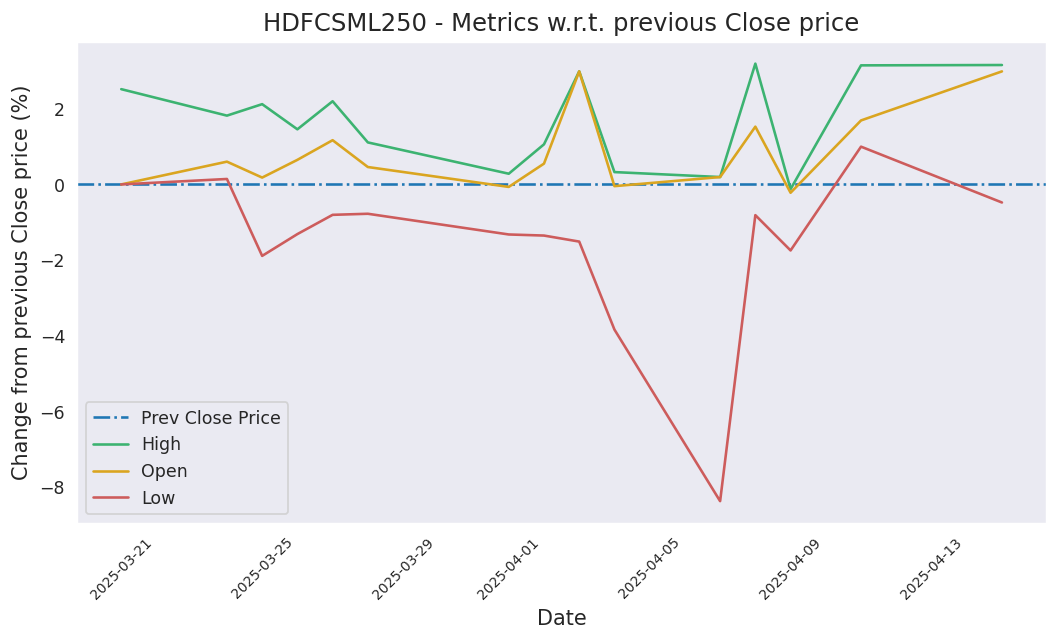 HDFCSML250 - Metrics w.r.t. previous Close price
Change from previous Close price (%)
2
0
−2
−4
−6
−8
Prev Close Price
High
Open
Low
2025-03-21
2025-03-25
2025-03-29
2025-04-01
2025-04-05
2025-04-09
2025-04-13
Date